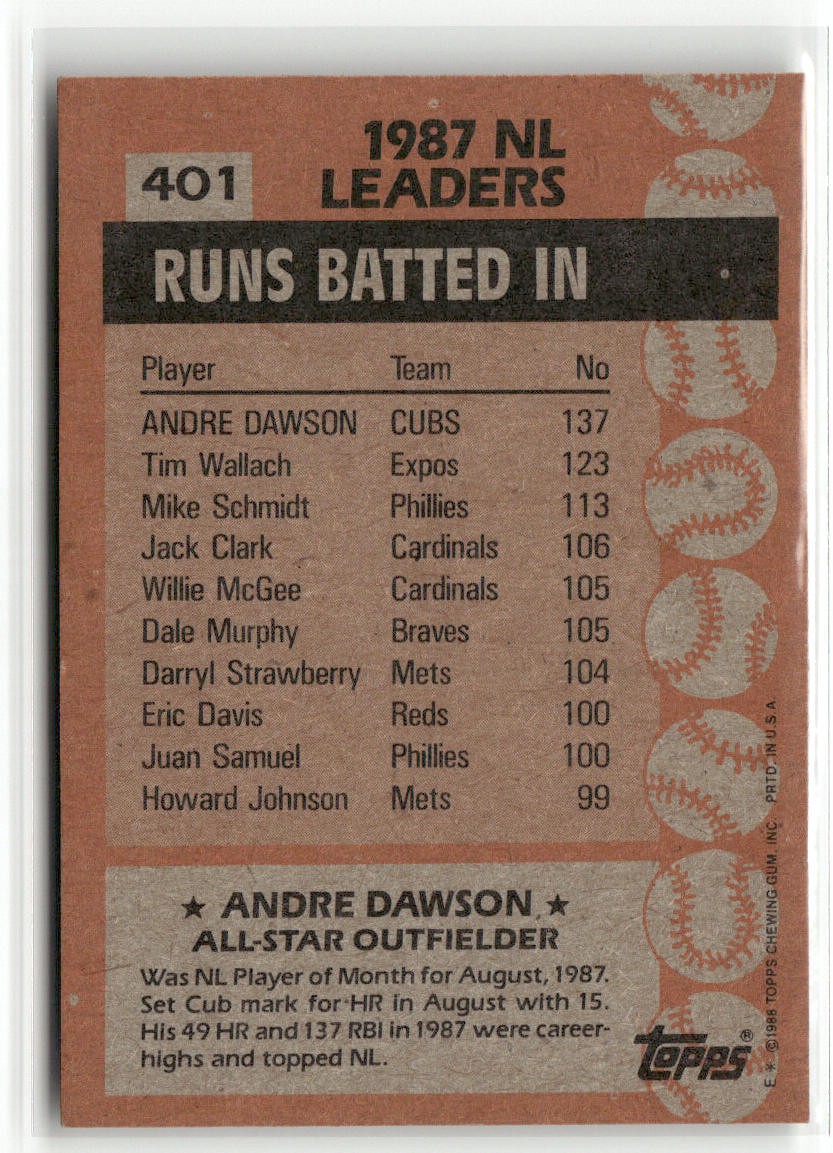 401
1987 NL
LEADERS
RUNS BATTED IN
Player Team No
ANDRE DAWSON CUBS 137
Tim Wallach Expos 123
Mike Schmidt Phillies 113
Jack Clark Cardinals 106
Willie McGee Cardinals 105
Dale Murphy Braves 105
Darryl Strawberry Mets 104
Eric Davis Reds 100
Juan Samuel Phillies 100
Howard Johnson Mets 99
★ ANDRE DAWSON ★
ALL-STAR OUTFIELDER
Was NL Player of Month for August, 1987.
Set Cub mark for HR in August with 15.
His 49 HR and 137 RBI in 1987 were career-
highs and topped NL.
TOPPS®
E✶ ©1988 TOPPS CHEWING GUM, INC. PRTD. IN U.S.A.